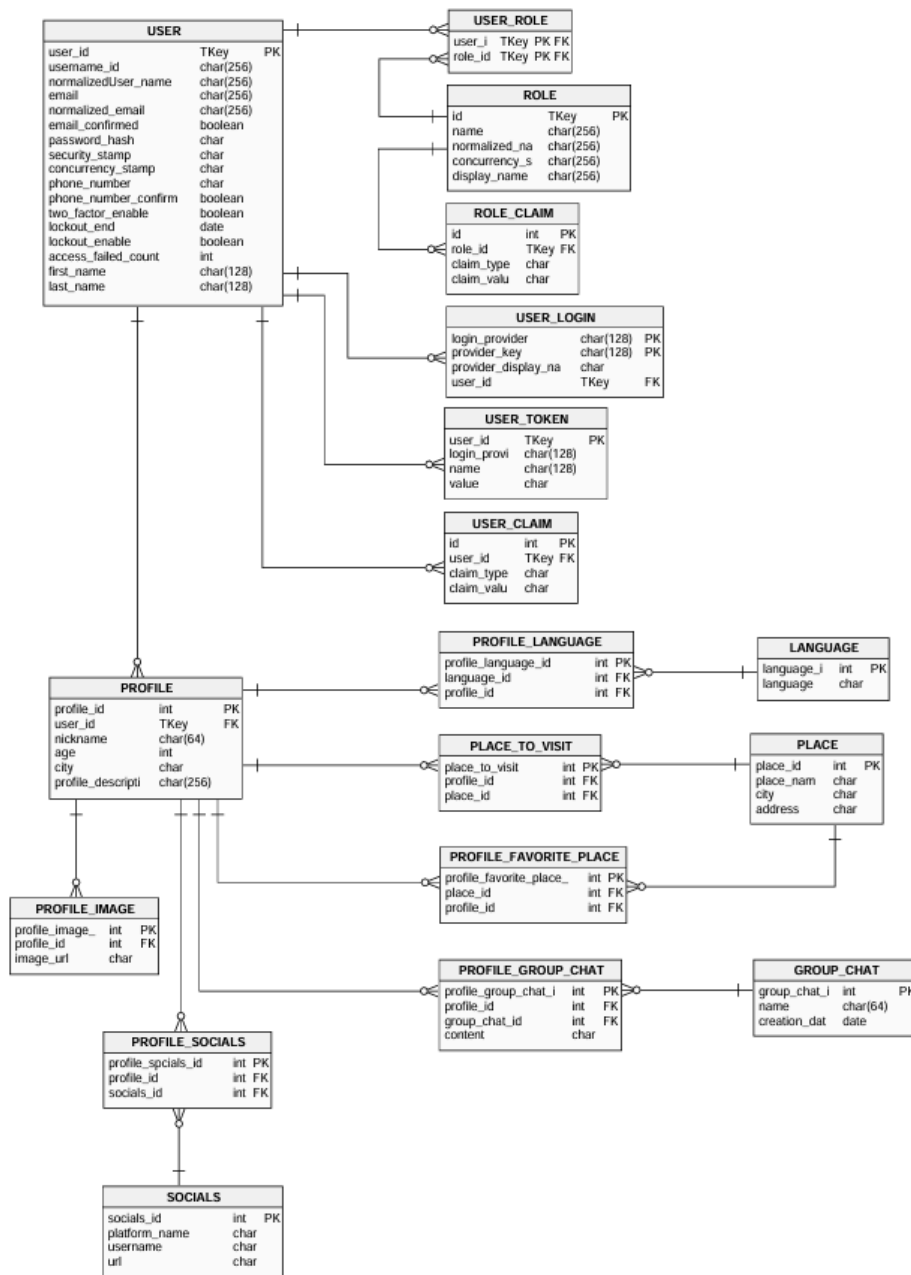 USER
user_id TKey PK
username_id char(256)
normalizedUser_name char(256)
email char(256)
normalized_email char(256)
email_confirmed boolean
password_hash char
security_stamp char
concurrency_stamp char
phone_number char
phone_number_confirm boolean
two_factor_enable boolean
lockout_end date
lockout_enable boolean
access_failed_count int
first_name char(128)
last_name char(128)
USER_ROLE
user_i TKey PK FK
role_id TKey PK FK
ROLE
id TKey PK
name char(256)
normalized_na char(256)
concurrency_s char(256)
display_name char(256)
ROLE_CLAIM
id int PK
role_id TKey FK
claim_type char
claim_valu char
USER_LOGIN
login_provider char(128) PK
provider_key char(128) PK
provider_display_na char
user_id TKey FK
USER_TOKEN
user_id TKey PK
login_provi char(128)
name char(128)
value char
USER_CLAIM
id int PK
user_id TKey FK
claim_type char
claim_valu char
PROFILE
profile_id int PK
user_id TKey FK
nickname char(64)
age int
city char
profile_descripti char(256)
PROFILE_LANGUAGE
profile_language_id int PK
language_id int FK
profile_id int FK
LANGUAGE
language_i int PK
language char
PLACE_TO_VISIT
place_to_visit int PK
profile_id int FK
place_id int FK
PLACE
place_id int PK
place_nam char
city char
address char
PROFILE_FAVORITE_PLACE
profile_favorite_place_ int PK
place_id int FK
profile_id int FK
PROFILE_IMAGE
profile_image_ int PK
profile_id int FK
image_url char
PROFILE_GROUP_CHAT
profile_group_chat_i int PK
profile_id int FK
group_chat_id int FK
content char
GROUP_CHAT
group_chat_i int PK
name char(64)
creation_dat date
PROFILE_SOCIALS
profile_spcials_id int PK
profile_id int FK
socials_id int FK
SOCIALS
socials_id int PK
platform_name char
username char
url char